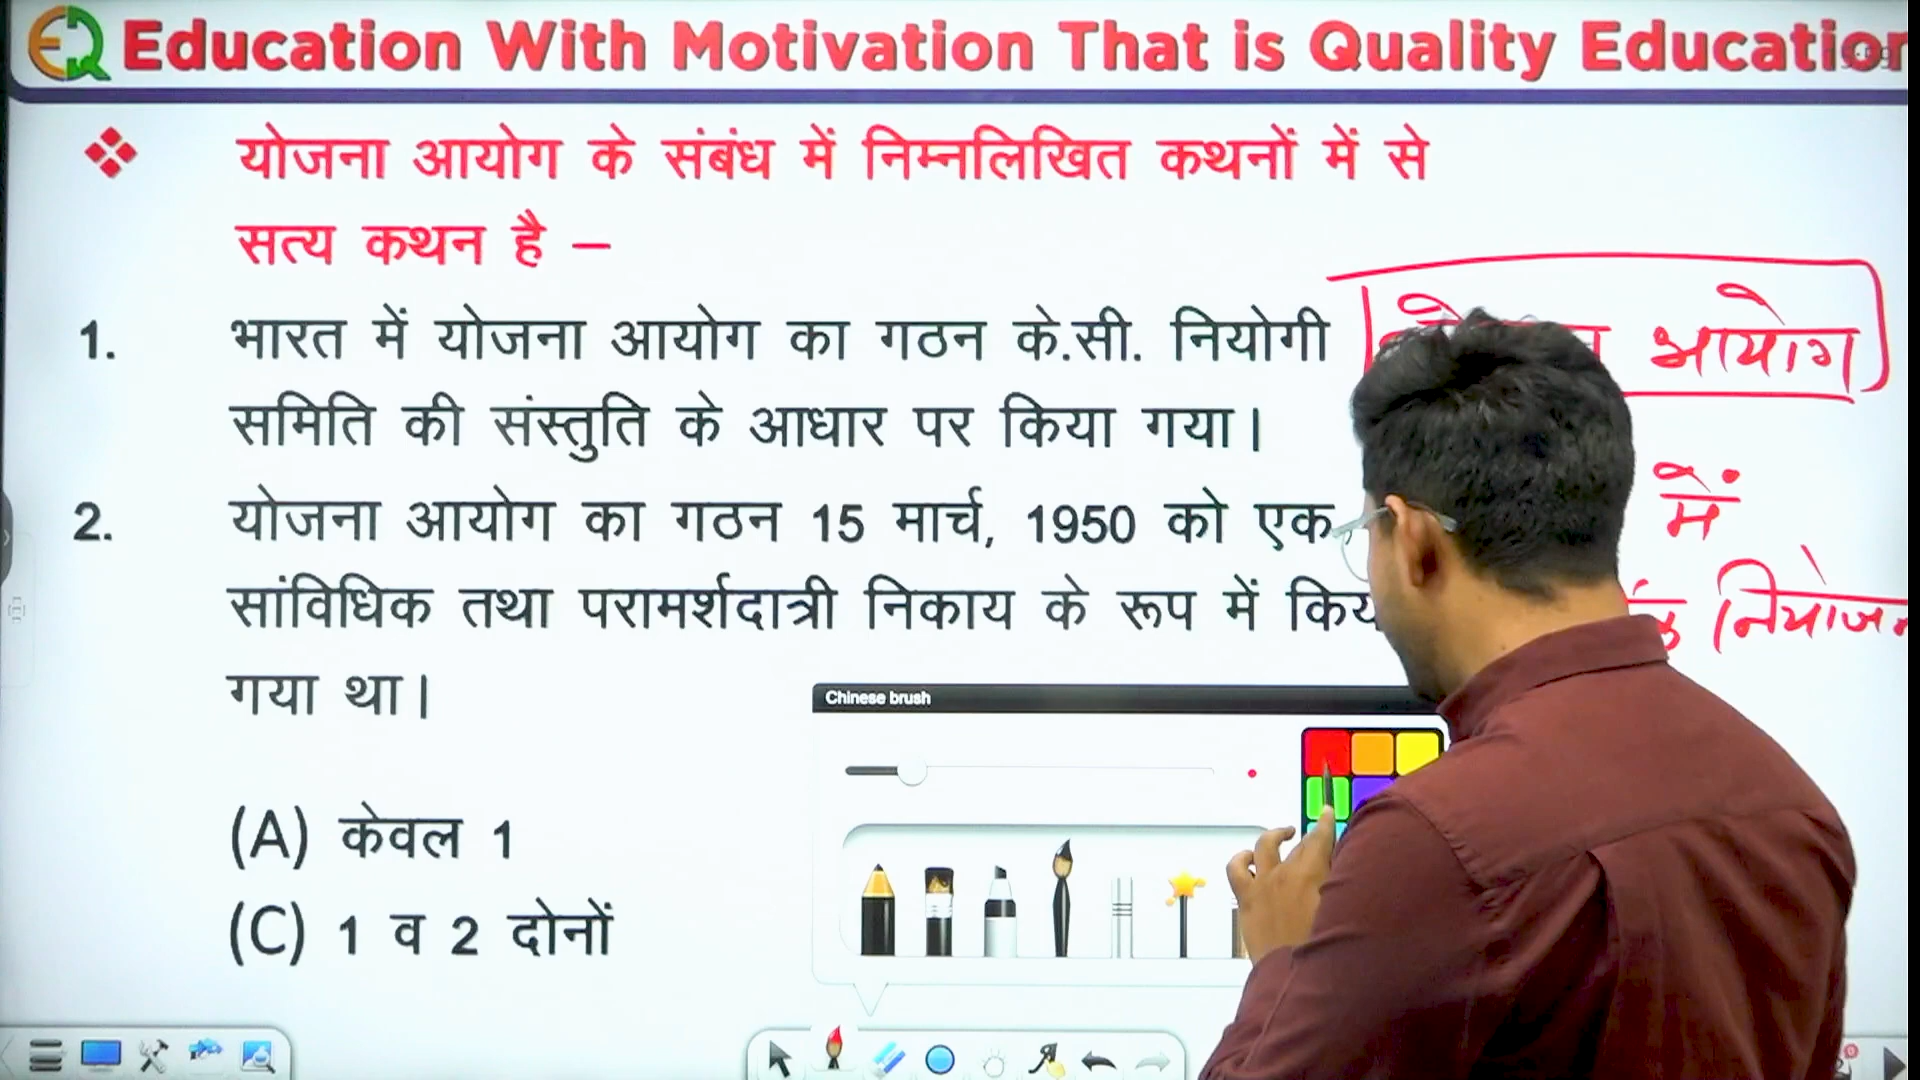 Education With Motivation That is Quality Education
योजना आयोग के संबंध में निम्नलिखित कथनों में से
सत्य कथन है –
1. भारत में योजना आयोग का गठन के.सी. नियोगी
समिति की संस्तुति के आधार पर किया गया।
आयोग
2. योजना आयोग का गठन 15 मार्च, 1950 को एक
में
सांविधिक तथा परामर्शदात्री निकाय के रूप में किय
नियोजन
गया था।
Chinese brush
(A) केवल 1
(C) 1 व 2 दोनों